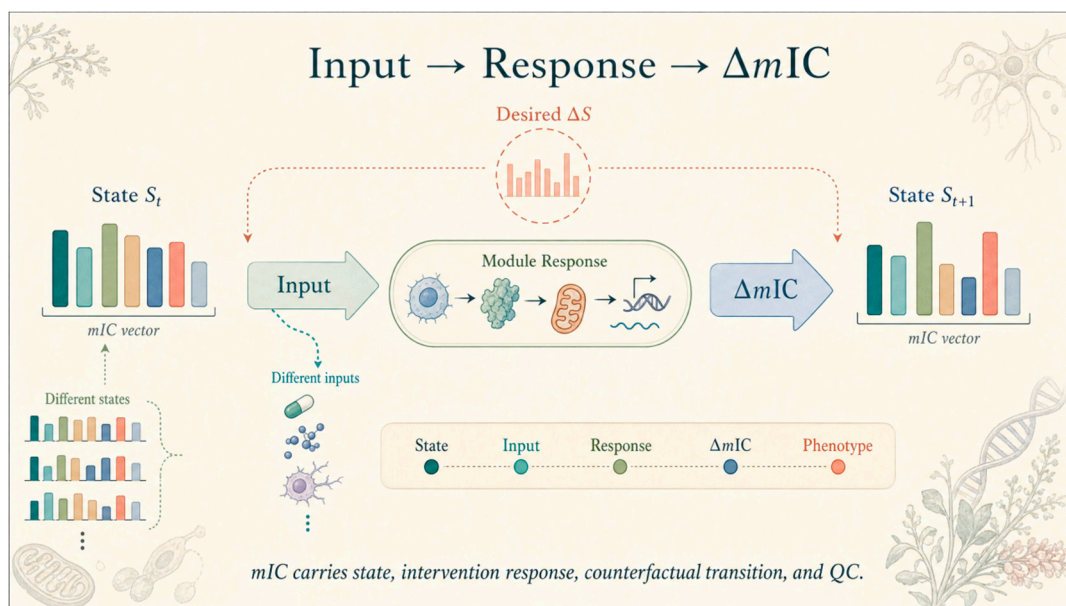 Input → Response → ΔmIC
Desired ΔS
State Sₜ
State Sₜ₊₁
Input
Module Response
ΔmIC
mIC vector
mIC vector
Different states
Different inputs
State
Input
Response
ΔmIC
Phenotype
mIC carries state, intervention response, counterfactual transition, and QC.